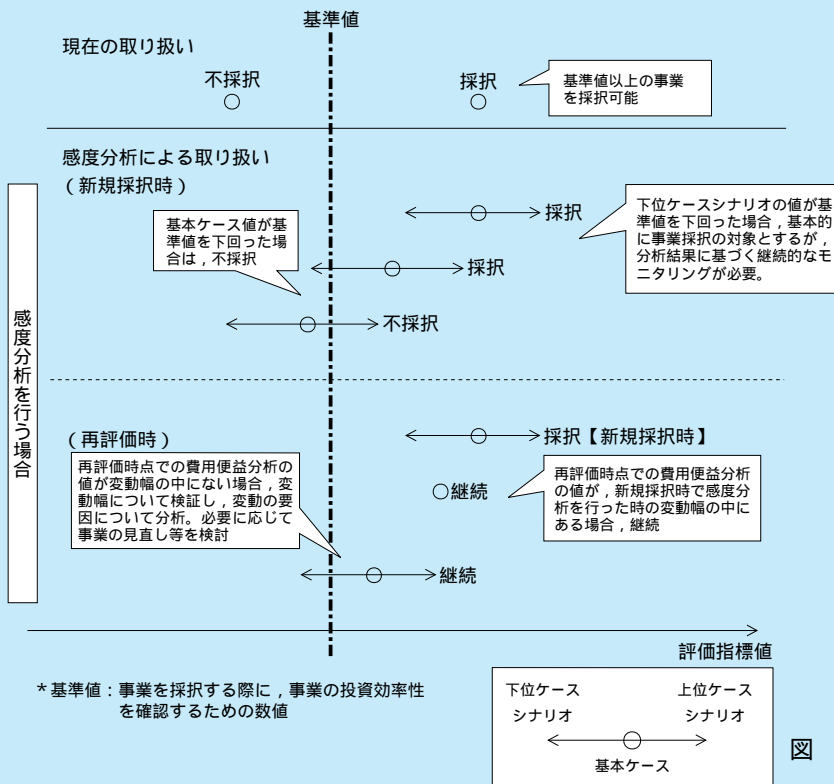 基準値
現在の取り扱い
不採択
採択
基準値以上の事業
を採択可能
感度分析を行う場合
感度分析による取り扱い
（新規採択時）
採択
下位ケースシナリオの値が基
準値を下回った場合，基本的
に事業採択の対象とするが，
分析結果に基づく継続的なモ
ニタリングが必要。
基本ケース値が基
準値を下回った場
合は，不採択
採択
不採択
（再評価時）
採択【新規採択時】
再評価時点での費用便益分析の
値が変動幅の中にない場合，変
動幅について検証し，変動の要
因について分析。必要に応じて
事業の見直し等を検討
継続
再評価時点での費用便益分析
の値が，新規採択時で感度分
析を行った時の変動幅の中に
ある場合，継続
継続
評価指標値
*基準値：事業を採択する際に，事業の投資効率性
を確認するための数値
下位ケース
シナリオ
上位ケース
シナリオ
基本ケース
図